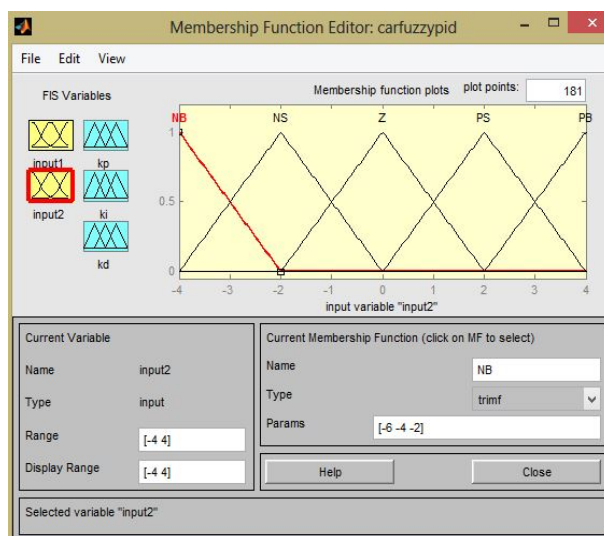 Membership Function Editor: carfuzzypid
File Edit View
FIS Variables
Membership function plots plot points: 181
input1 kp
input2 ki
kd
NB NS Z PS PB
1
0.5
0
-4 -3 -2 -1 0 1 2 3 4
input variable "input2"
Current Variable
Name input2
Type input
Range [-4 4]
Display Range [-4 4]
Current Membership Function (click on MF to select)
Name NB
Type trimf
Params [-6 -4 -2]
Help Close
Selected variable "input2"